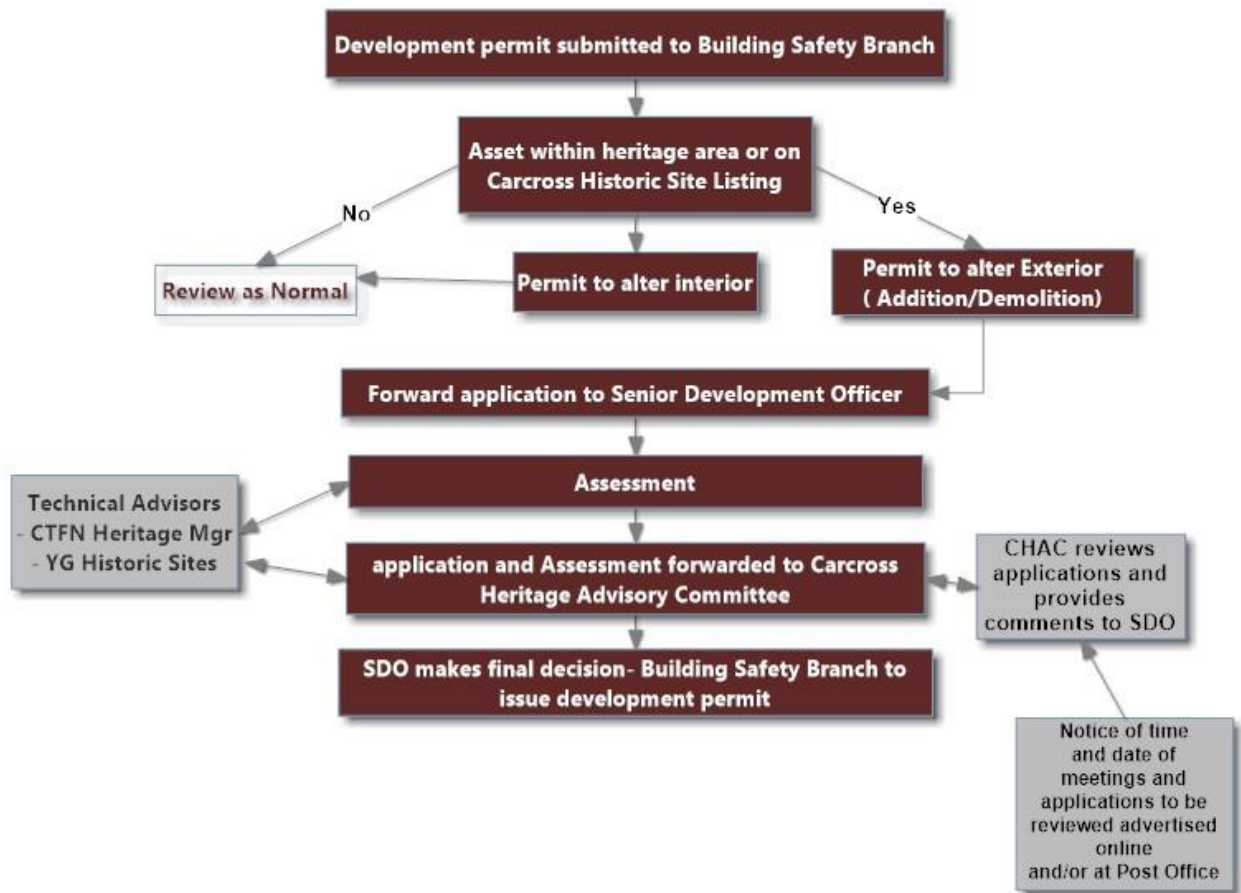 Development permit submitted to Building Safety Branch
Asset within heritage area or on
Carcross Historic Site Listing
No
Yes
Review as Normal
Permit to alter interior
Permit to alter Exterior
( Addition/Demolition)
Forward application to Senior Development Officer
Assessment
Technical Advisors
- CTFN Heritage Mgr
- YG Historic Sites
application and Assessment forwarded to Carcross
Heritage Advisory Committee
CHAC reviews
applications and
provides
comments to SDO
SDO makes final decision- Building Safety Branch to
issue development permit
Notice of time
and date of
meetings and
applications to be
reviewed advertised
online
and/or at Post Office